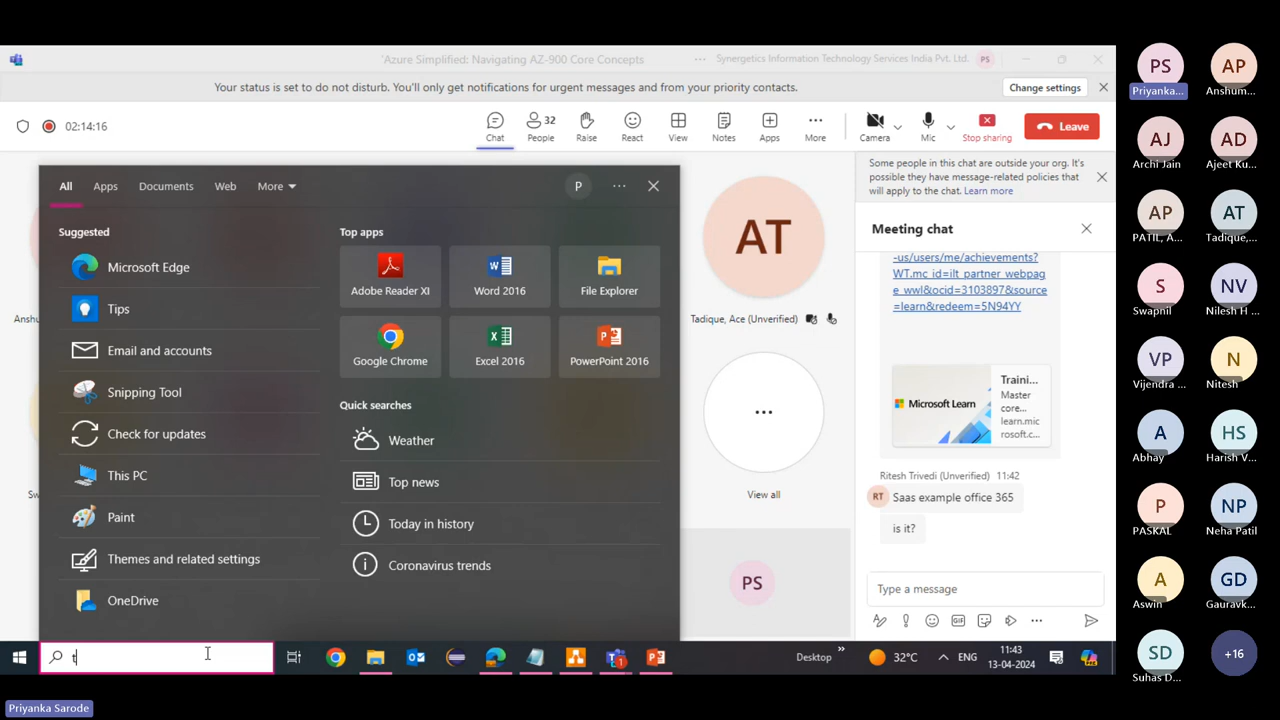 'Azure Simplified: Navigating AZ-900 Core Concepts
Synergetics Information Technology Services India Pvt. Ltd.
PS
Your status is set to do not disturb. You'll only get notifications for urgent messages and from your priority contacts.
Change settings
02:14:16
Chat
People
32
Raise
React
View
Notes
Apps
More
Camera
Mic
Stop sharing
Leave
All
Apps
Documents
Web
More
P
Suggested
Microsoft Edge
Tips
Email and accounts
Snipping Tool
Check for updates
This PC
Paint
Themes and related settings
OneDrive
Top apps
Adobe Reader XI
Word 2016
File Explorer
Google Chrome
Excel 2016
PowerPoint 2016
Quick searches
Weather
Top news
Today in history
Coronavirus trends
Anshu
Sw
AT
Tadique, Ace (Unverified)
View all
PS
Some people in this chat are outside your org. It's
possible they have message-related policies that
will apply to the chat. Learn more
Meeting chat
-us/users/me/achievements?
WT.mc_id=ilt_partner_webpag
e_wwl&ocid=3103897&source
=learn&redeem=5N94YY
Microsoft Learn
Traini...
Master
core...
learn.mic
rosoft.c...
Ritesh Trivedi (Unverified) 11:42
RT
Saas example office 365
is it?
Type a message
GIF
t
Desktop
32°C
ENG
11:43
13-04-2024
1
PS
Priyanka...
AP
Anshum...
AJ
Archi Jain
AD
Ajeet Ku...
AP
PATIL, A...
AT
Tadique,...
S
Swapnil
NV
Nilesh H ...
VP
Vijendra ...
N
Nitesh
A
Abhay
HS
Harish V...
P
PASKAL
NP
Neha Patil
A
Aswin
GD
Gauravk...
SD
Suhas D...
+16
Priyanka Sarode